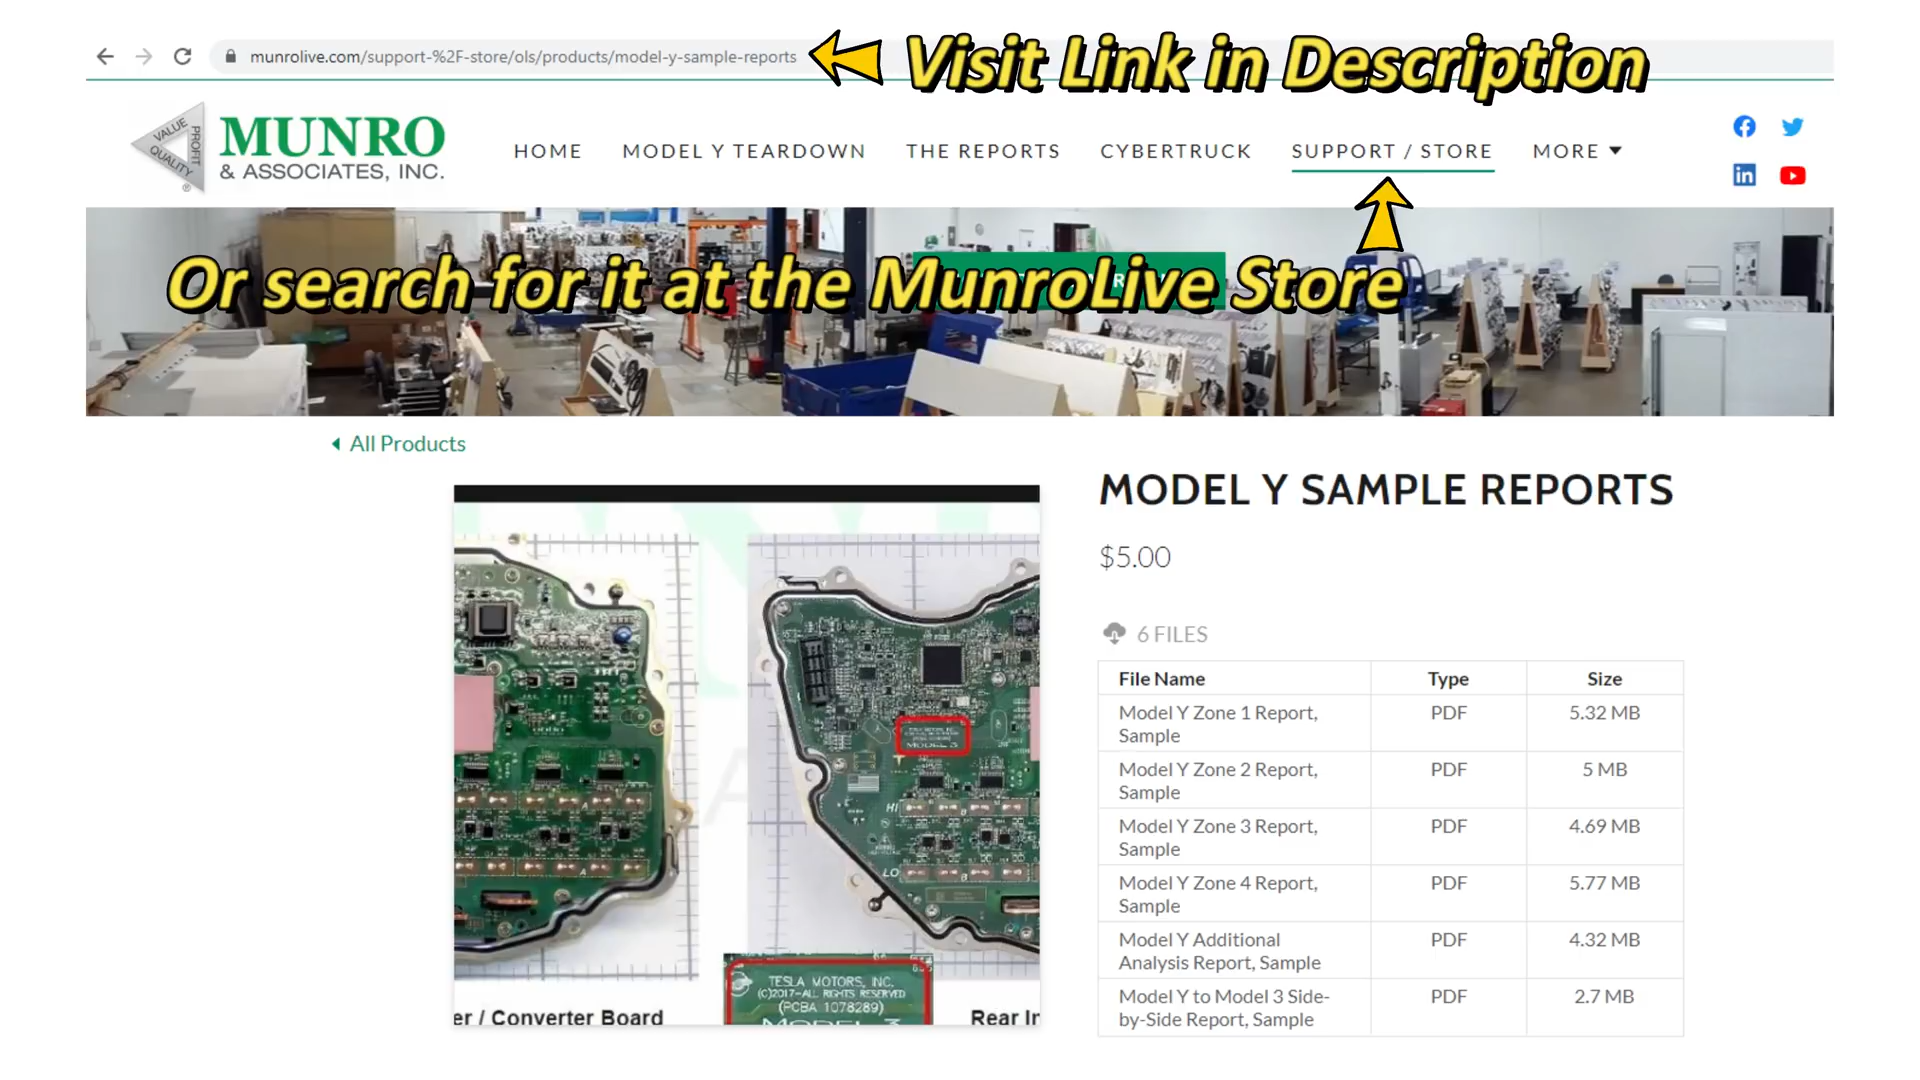 munrolive.com/support-%2F-store/ols/products/model-y-sample-reports
Visit Link in Description
VALUE
PROFIT
QUALITY
®
MUNRO
& ASSOCIATES, INC.
HOME
MODEL Y TEARDOWN
THE REPORTS
CYBERTRUCK
SUPPORT / STORE
MORE
Or search for it at the MunroLive Store
All Products
MODEL Y SAMPLE REPORTS
$5.00
6 FILES
File Name Type Size
Model Y Zone 1 Report, PDF 5.32 MB
Sample
Model Y Zone 2 Report, PDF 5 MB
Sample
Model Y Zone 3 Report, PDF 4.69 MB
Sample
Model Y Zone 4 Report, PDF 5.77 MB
Sample
Model Y Additional PDF 4.32 MB
Analysis Report, Sample
Model Y to Model 3 Side- PDF 2.7 MB
by-Side Report, Sample
MODEL 3
HI
LO
TESLA MOTORS, INC.
(C)2017-ALL RIGHTS RESERVED
(PCBA 1078289)
MODEL
er / Converter Board
Rear In